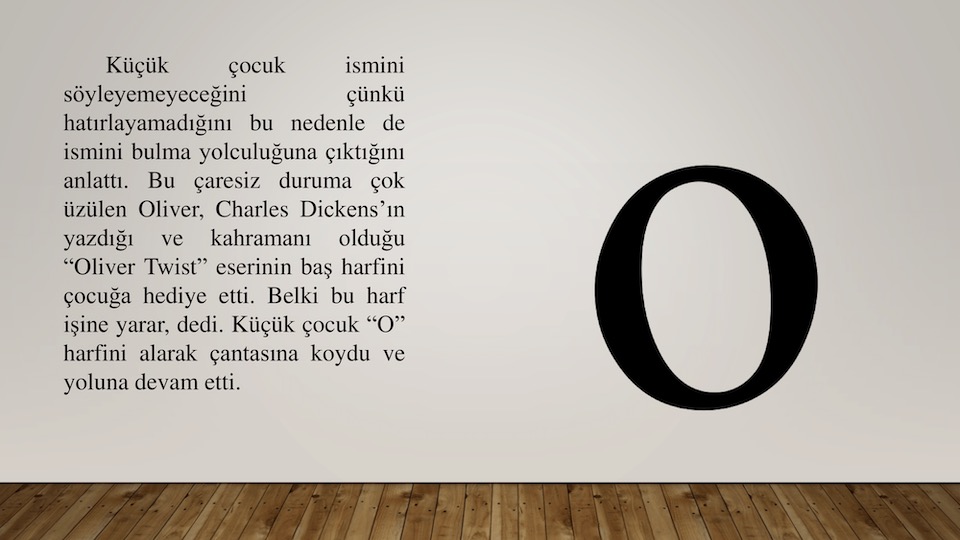 Küçük çocuk ismini
söyleyemeyeceğini çünkü
hatırlayamadığını bu nedenle de
ismini bulma yolculuğuna çıktığını
anlattı. Bu çaresiz duruma çok
üzülen Oliver, Charles Dickens’ın
yazdığı ve kahramanı olduğu
“Oliver Twist” eserinin baş harfini
çocuğa hediye etti. Belki bu harf
işine yarar, dedi. Küçük çocuk “O”
harfini alarak çantasına koydu ve
yoluna devam etti.
O